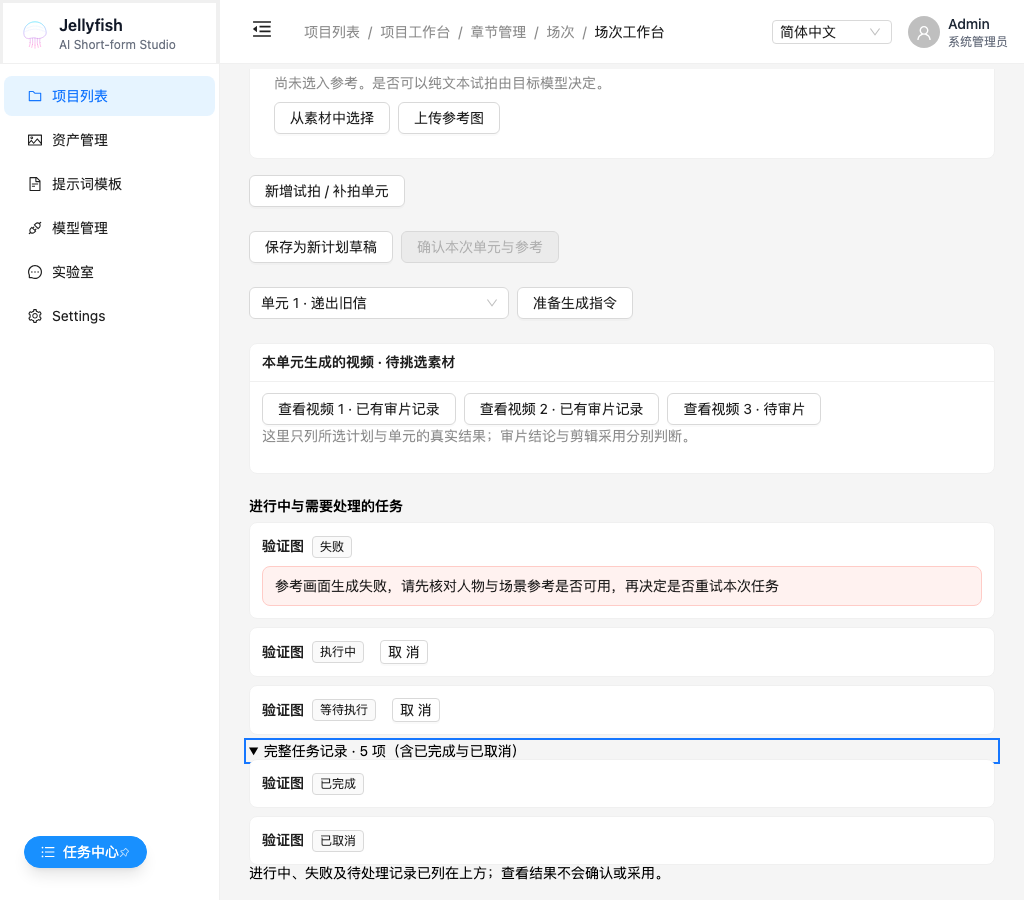 Jellyfish
AI Short-form Studio
项目列表 / 项目工作台 / 章节管理 / 场次 / 场次工作台
简体中文
Admin
系统管理员
项目列表
资产管理
提示词模板
模型管理
实验室
Settings
任务中心
尚未选入参考。是否可以纯文本试拍由目标模型决定。
从素材中选择 上传参考图
新增试拍 / 补拍单元
保存为新计划草稿 确认本次单元与参考
单元 1 · 递出旧信 准备生成指令
本单元生成的视频 · 待挑选素材
查看视频 1 · 已有审片记录 查看视频 2 · 已有审片记录 查看视频 3 · 待审片
这里只列所选计划与单元的真实结果；审片结论与剪辑采用分别判断。
进行中与需要处理的任务
验证图 失败
参考画面生成失败，请先核对人物与场景参考是否可用，再决定是否重试本次任务
验证图 执行中 取 消
验证图 等待执行 取 消
▼ 完整任务记录 · 5 项（含已完成与已取消）
验证图 已完成
验证图 已取消
进行中、失败及待处理记录已列在上方；查看结果不会确认或采用。